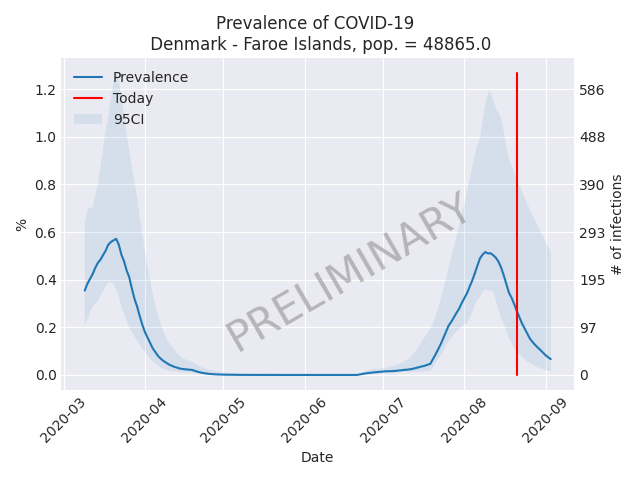 Prevalence of COVID-19
Denmark - Faroe Islands, pop. = 48865.0
Prevalence
Today
95CI
PRELIMINARY
%
1.2
1.0
0.8
0.6
0.4
0.2
0.0
586
488
390
293
195
97
0
# of infections
2020-03
2020-04
2020-05
2020-06
2020-07
2020-08
2020-09
Date